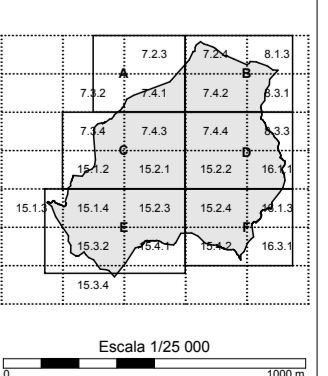 7.2.3 7.2.4 8.1.3
A B
7.3.2 7.4.1 7.4.2 8.3.1
7.3.4 7.4.3 7.4.4 8.3.3
C D
15.1.2 15.2.1 15.2.2 16.1.1
15.1.3 15.1.4 15.2.3 15.2.4 16.1.3
E F
15.3.2 15.4.1 15.4.2 16.3.1
15.3.4
Escala 1/25 000
0 1000 m